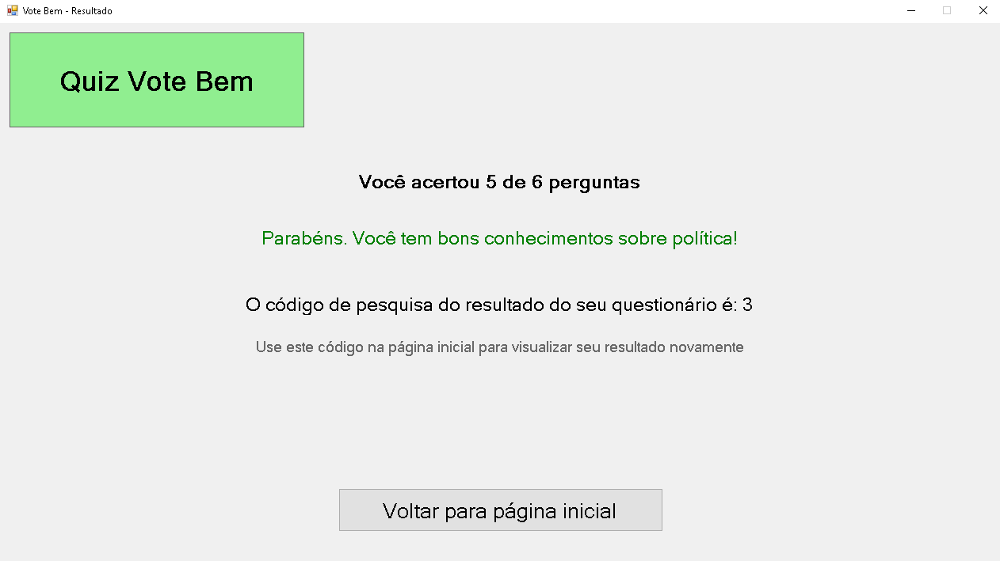 Vote Bem - Resultado
Quiz Vote Bem
Você acertou 5 de 6 perguntas
Parabéns. Você tem bons conhecimentos sobre política!
O código de pesquisa do resultado do seu questionário é: 3
Use este código na página inicial para visualizar seu resultado novamente
Voltar para página inicial